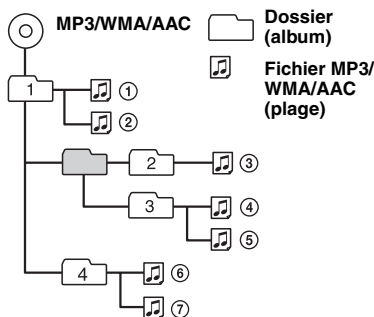 MP3/WMA/AAC
Dossier
(album)
Fichier MP3/
WMA/AAC
(plage)
1
①
②
2
③
3
④
⑤
4
⑥
⑦